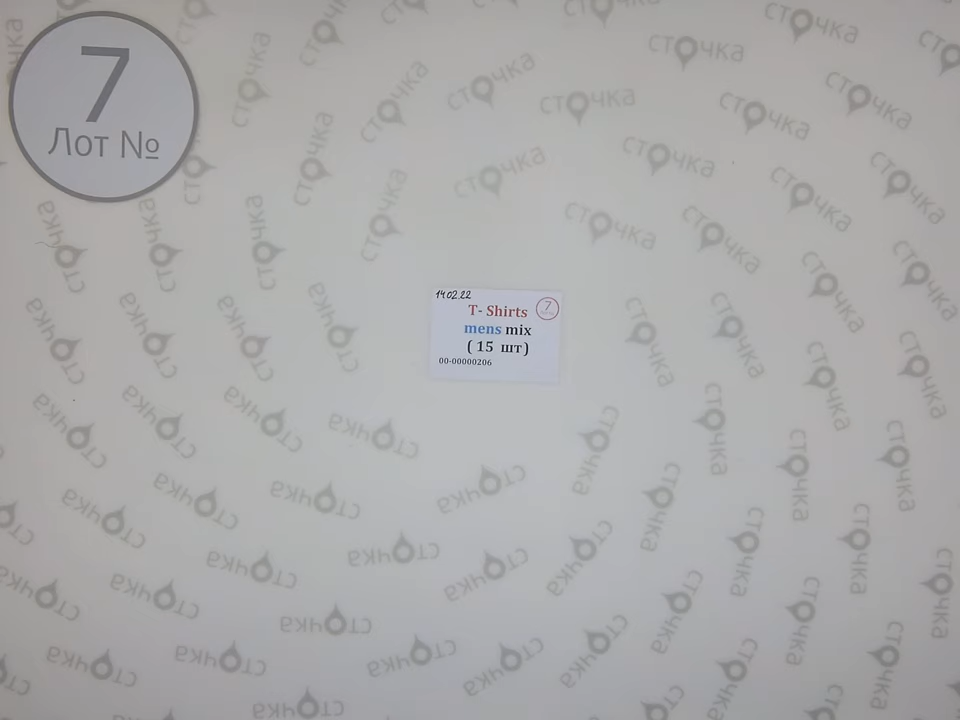 7
Лот №
14.02.22
7
T- Shirts
mens mix
( 15 шт )
00-00000206
сточка